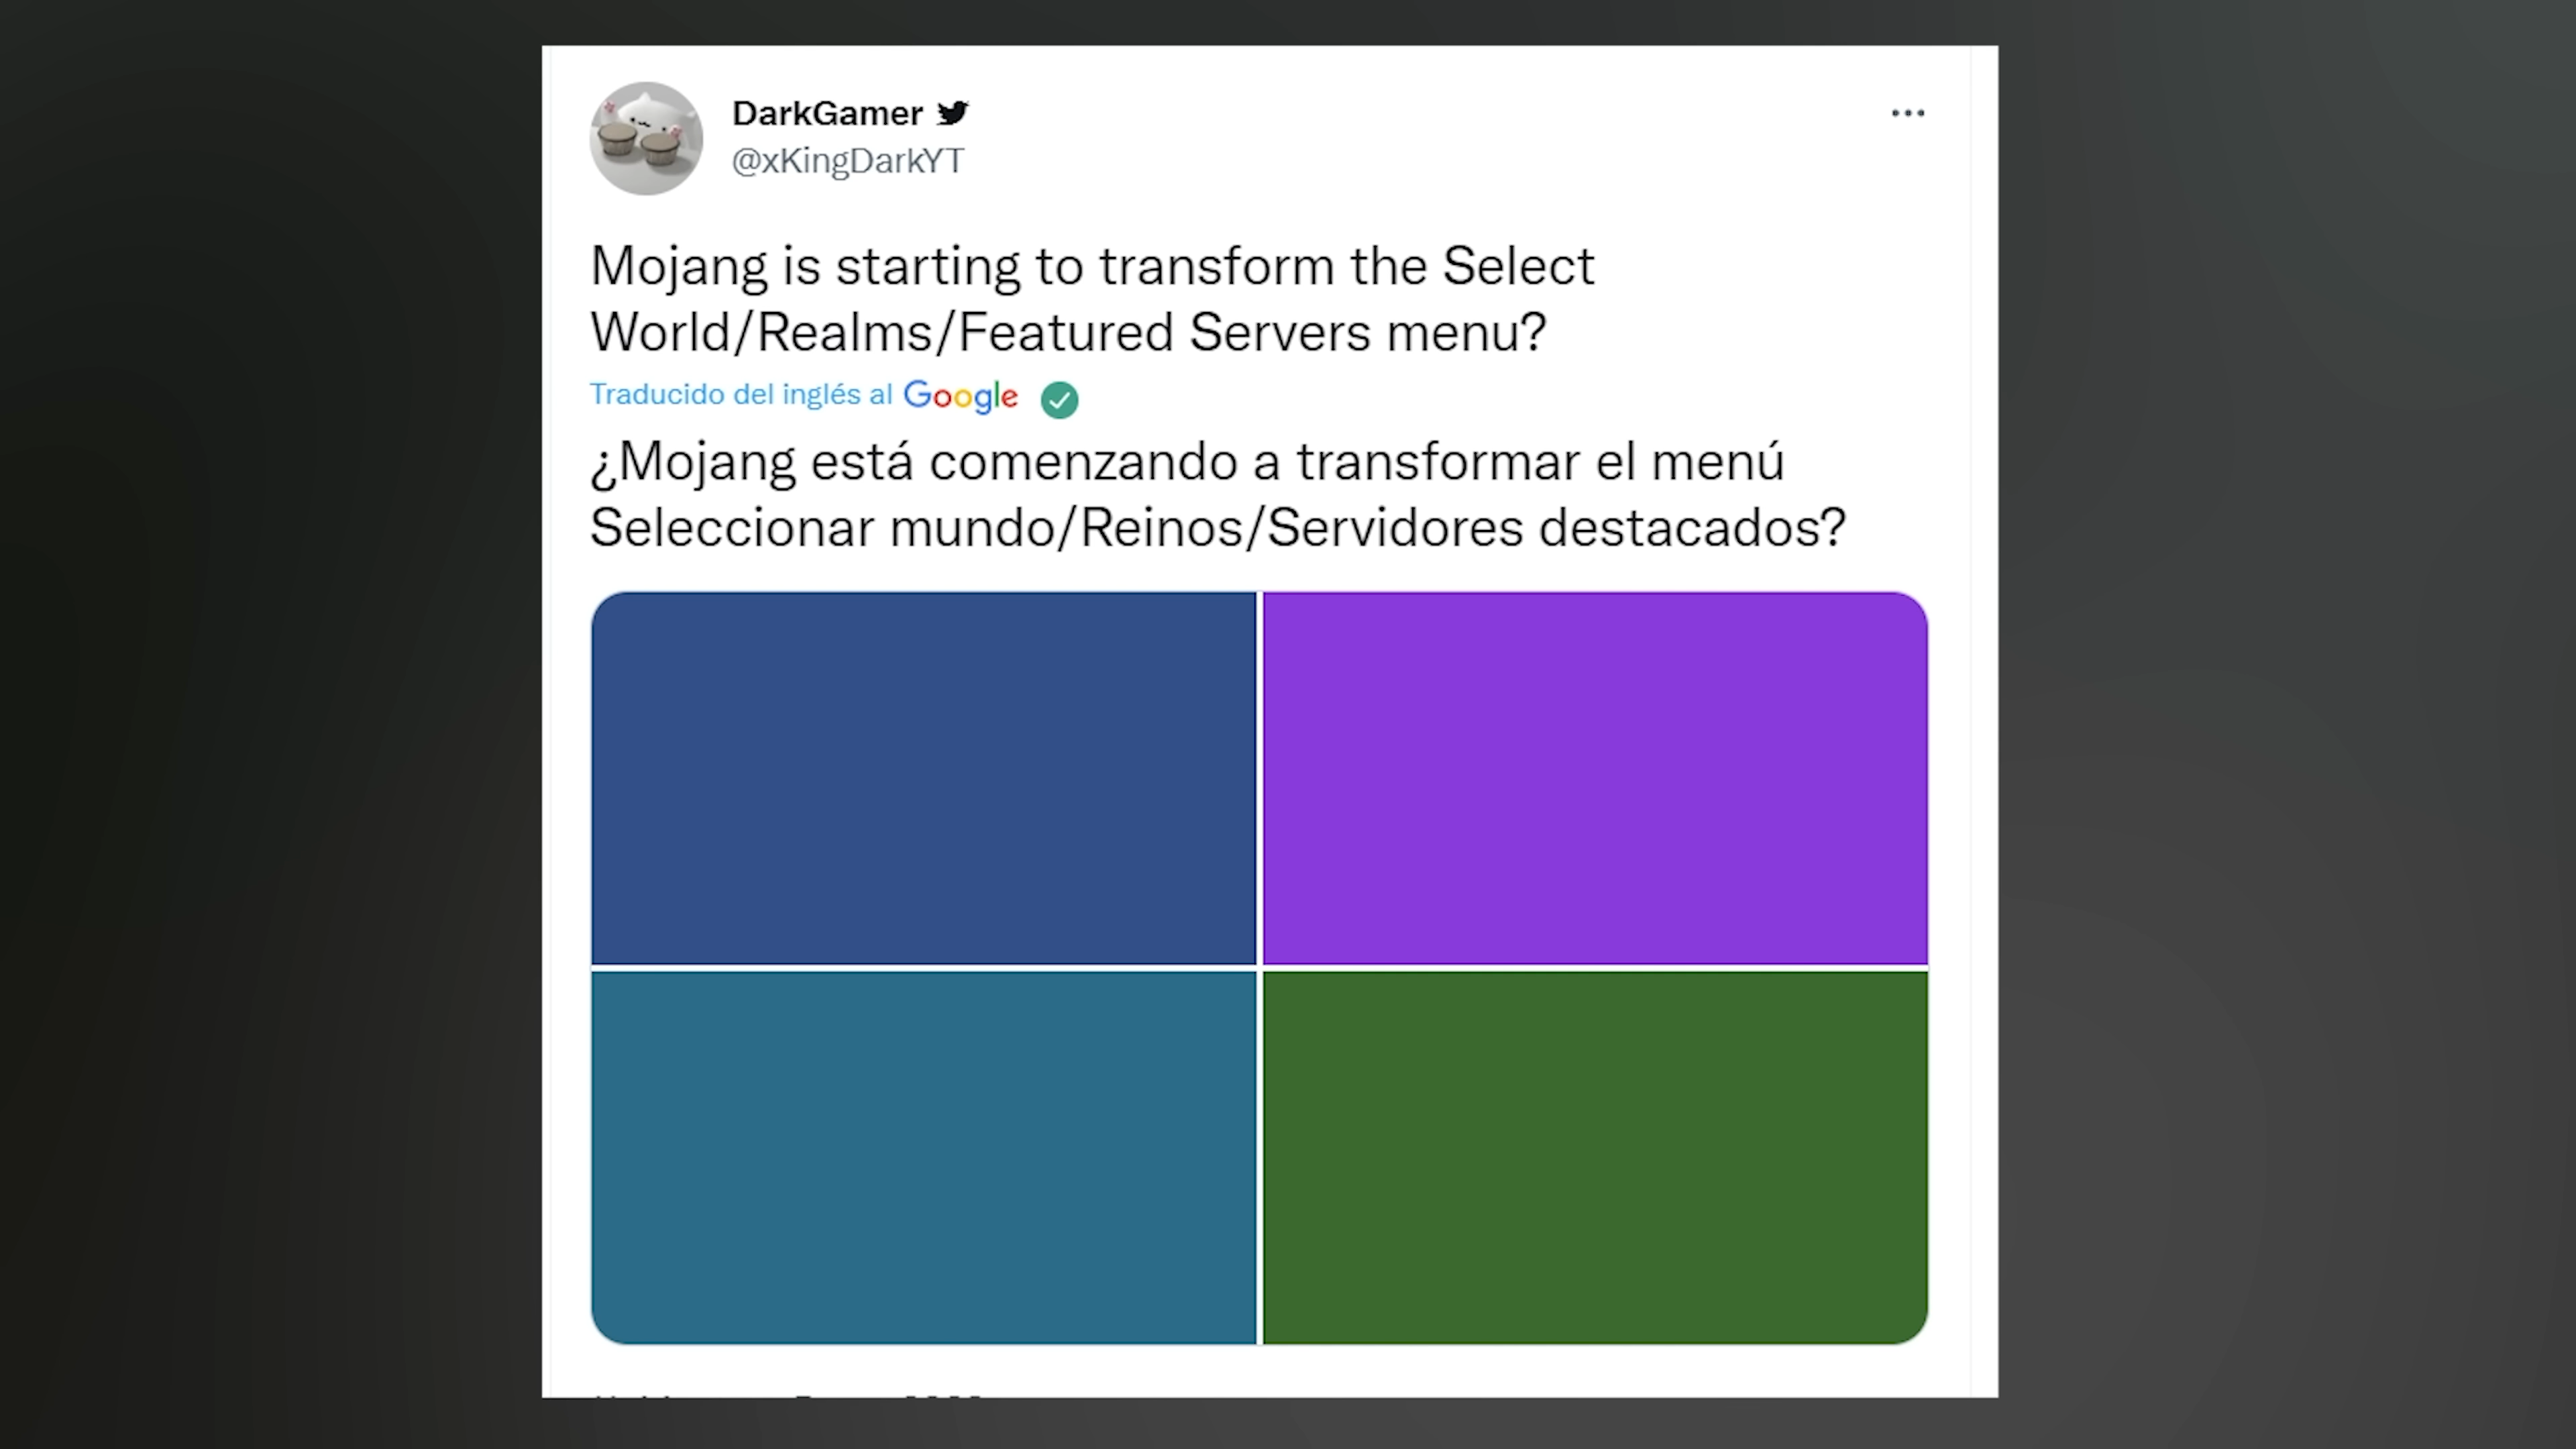 DarkGamer
@xKingDarkYT
Mojang is starting to transform the Select
World/Realms/Featured Servers menu?
Traducido del inglés al Google
¿Mojang está comenzando a transformar el menú
Seleccionar mundo/Reinos/Servidores destacados?